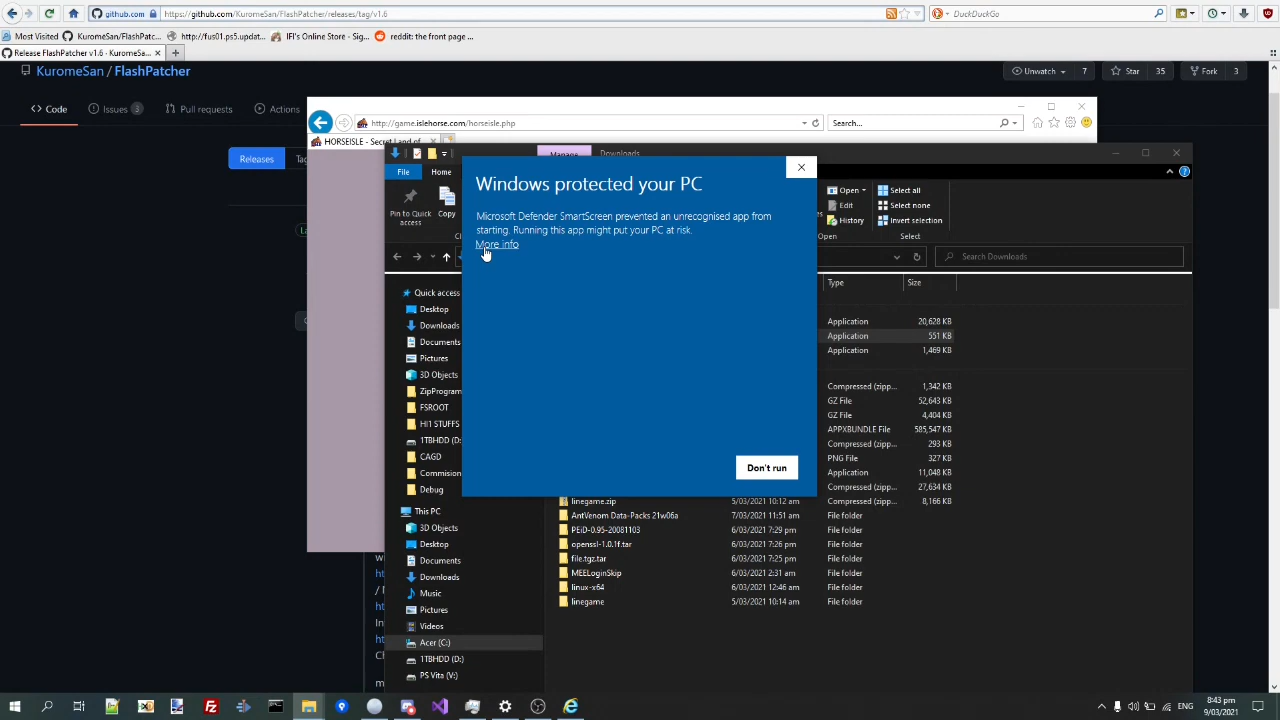 https://github.com/KuromeSan/FlashPatcher/releases/tag/v1.6
DuckDuckGo
Most Visited
KuromeSan/FlashPatc...
http://fus01.ps5.updat...
IFI's Online Store - Sig...
reddit: the front page ...
Release FlashPatcher v1.6 · KuromeSa...
KuromeSan / FlashPatcher
Unwatch
7
Star
35
Fork
3
Code
Issues
3
Pull requests
Actions
http://game.islehorse.com/horseisle.php
Search...
HORSEISLE - Secret Land of
Releases
Manage
Downloads
File
Home
Windows protected your PC
Microsoft Defender SmartScreen prevented an unrecognised app from
starting. Running this app might put your PC at risk.
More info
Don't run
Pin to Quick
access
Copy
Open
Edit
History
Open
Select all
Select none
Invert selection
Select
Search Downloads
Type
Size
Application
20,628 KB
Application
551 KB
Application
1,469 KB
Compressed (zipp...
1,342 KB
GZ File
52,643 KB
GZ File
4,404 KB
APPXBUNDLE File
585,547 KB
Compressed (zipp...
293 KB
PNG File
327 KB
Application
11,048 KB
Compressed (zipp...
27,634 KB
Compressed (zipp...
8,166 KB
linegame.zip
5/03/2021 10:12 am
AntVenom Data-Packs 21w06a
7/03/2021 11:51 am
File folder
PEiD-0.95-20081103
6/03/2021 7:29 pm
File folder
openssl-1.0.1f.tar
6/03/2021 7:26 pm
File folder
file.tgz.tar
6/03/2021 7:25 pm
File folder
MEELoginSkip
6/03/2021 2:31 am
File folder
linux-x64
6/03/2021 12:46 am
File folder
linegame
5/03/2021 10:14 am
File folder
Quick access
Desktop
Downloads
Documents
Pictures
3D Objects
ZipProgram
FSROOT
HI1 STUFFS
1TBHDD (D:
CAGD
Commision
Debug
This PC
3D Objects
Desktop
Documents
Downloads
Music
Pictures
Videos
Acer (C:)
1TBHDD (D:)
PS Vita (V:)
ENG
8:43 pm
9/03/2021